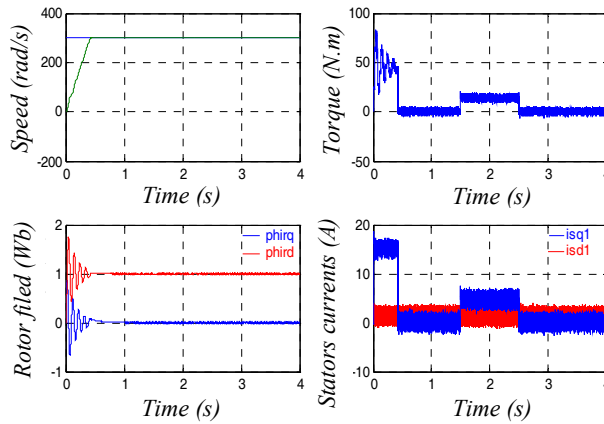 Speed (rad/s)
400
200
0
-200
0 1 2 3 4
Time (s)
Torque (N.m)
100
50
0
-50
0 1 2 3 4
Time (s)
Rotor filed (Wb)
2
1
0
-1
phirq
phird
0 1 2 3 4
Time (s)
Stators currents (A)
20
10
0
-10
isq1
isd1
0 1 2 3 4
Time (s)